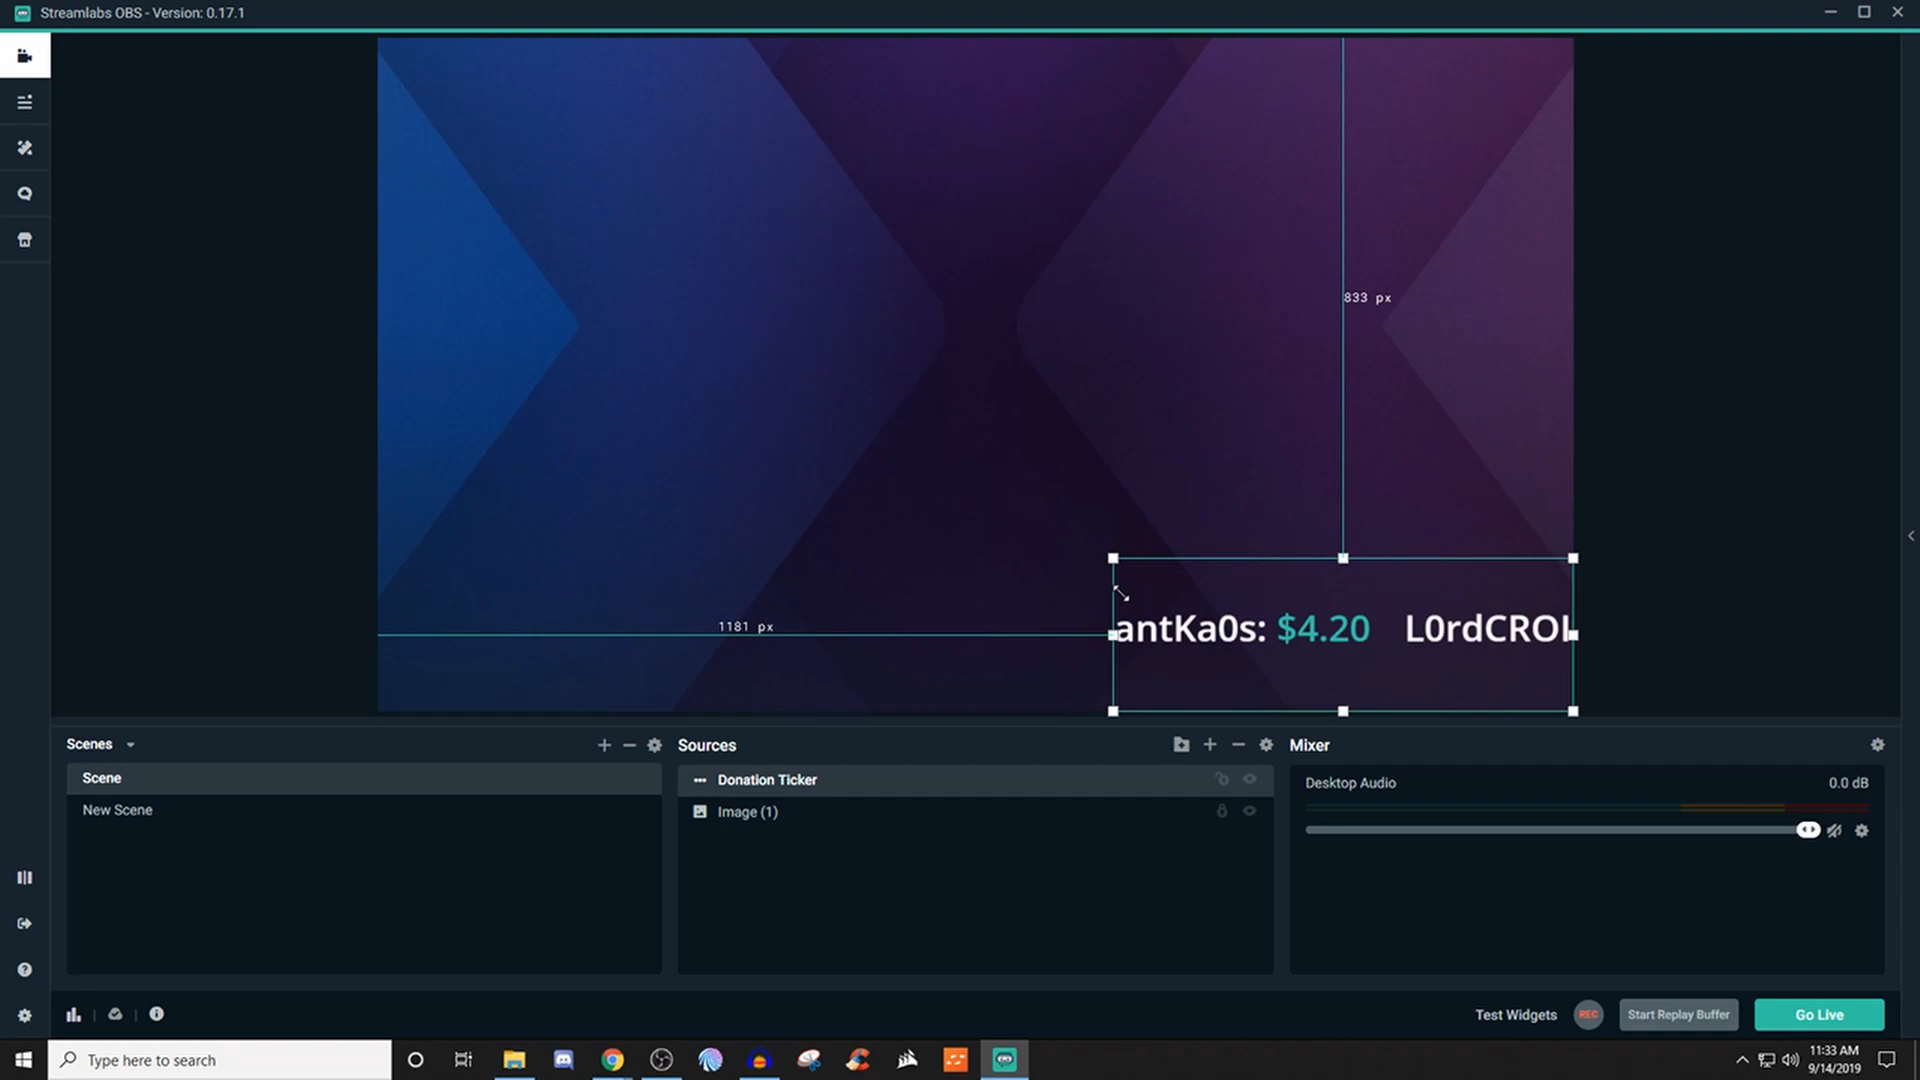 Streamlabs OBS - Version: 0.17.1
833 px
1181 px
antKa0s: $4.20 L0rdCROI
Scenes
Scene
New Scene
Sources
Donation Ticker
Image (1)
Mixer
Desktop Audio 0.0 dB
Test Widgets
REC
Start Replay Buffer
Go Live
Type here to search
11:33 AM
9/14/2019